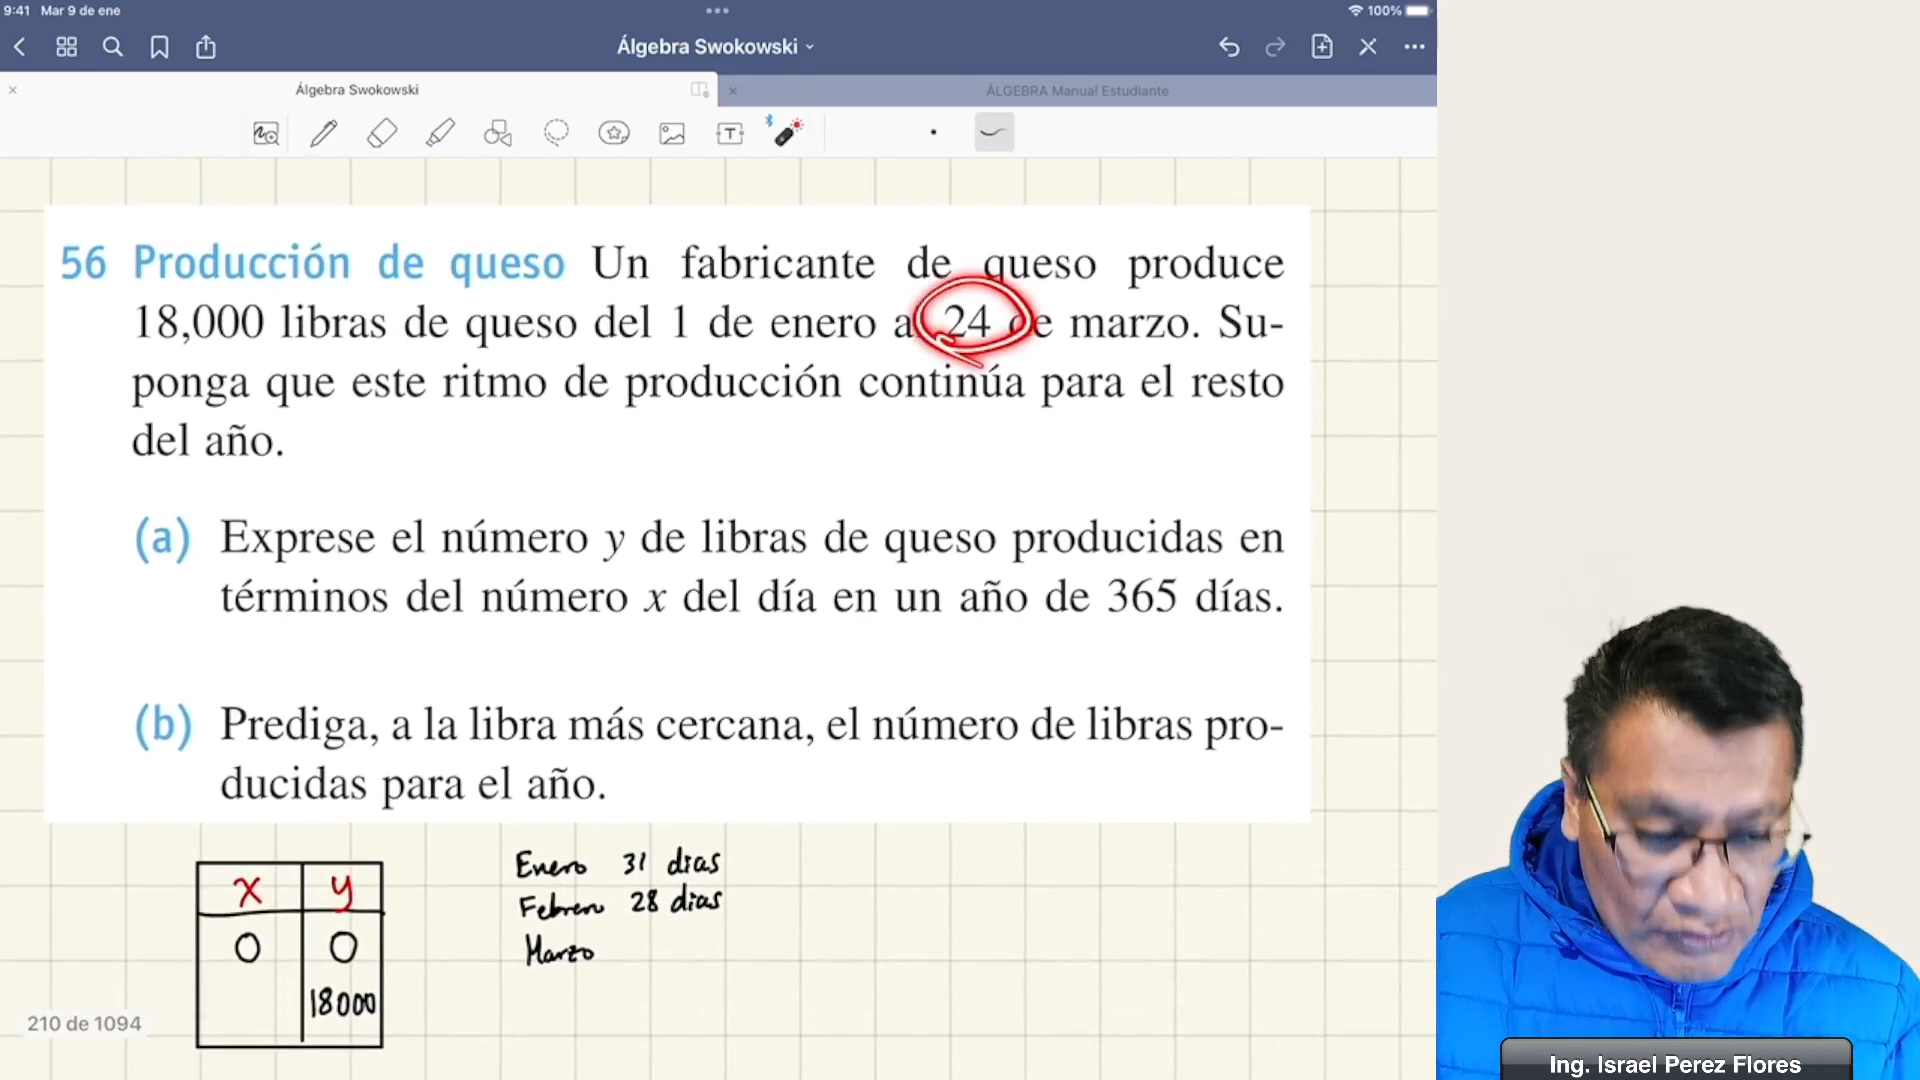 9:41 Mar 9 de ene
100%
Álgebra Swokowski
Álgebra Swokowski
ÁLGEBRA Manual Estudiante
56 Producción de queso Un fabricante de queso produce
18,000 libras de queso del 1 de enero a 24 de marzo. Su-
ponga que este ritmo de producción continúa para el resto
del año.
(a) Exprese el número y de libras de queso producidas en
términos del número x del día en un año de 365 días.
(b) Prediga, a la libra más cercana, el número de libras pro-
ducidas para el año.
x y
0 0
18000
Enero 31 dias
Febrero 28 dias
Marzo
210 de 1094
Ing. Israel Perez Flores